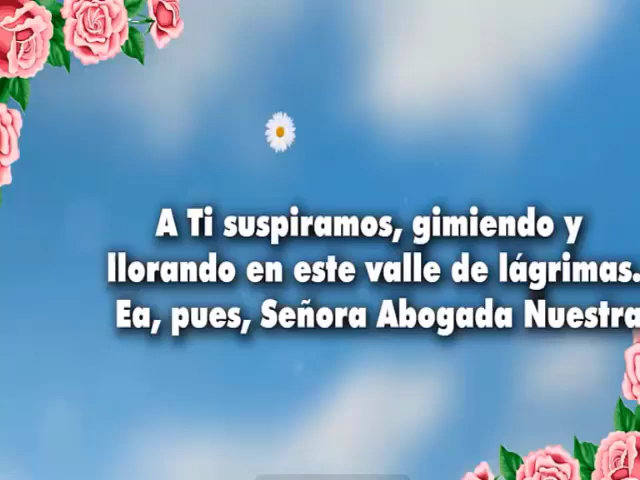 A Ti suspiramos, gimiendo y
llorando en este valle de lágrimas.
Ea, pues, Señora Abogada Nuestra